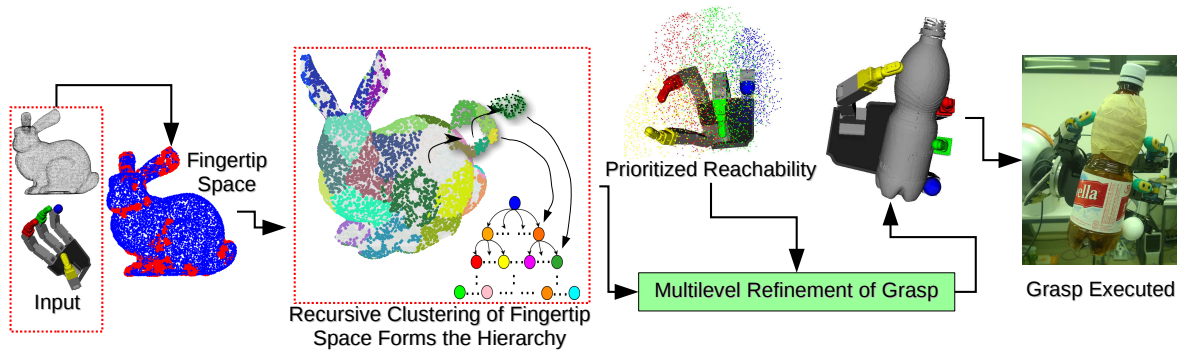 Input
Fingertip
Space
Recursive Clustering of Fingertip
Space Forms the Hierarchy
Prioritized Reachability
Multilevel Refinement of Grasp
ella
Grasp Executed